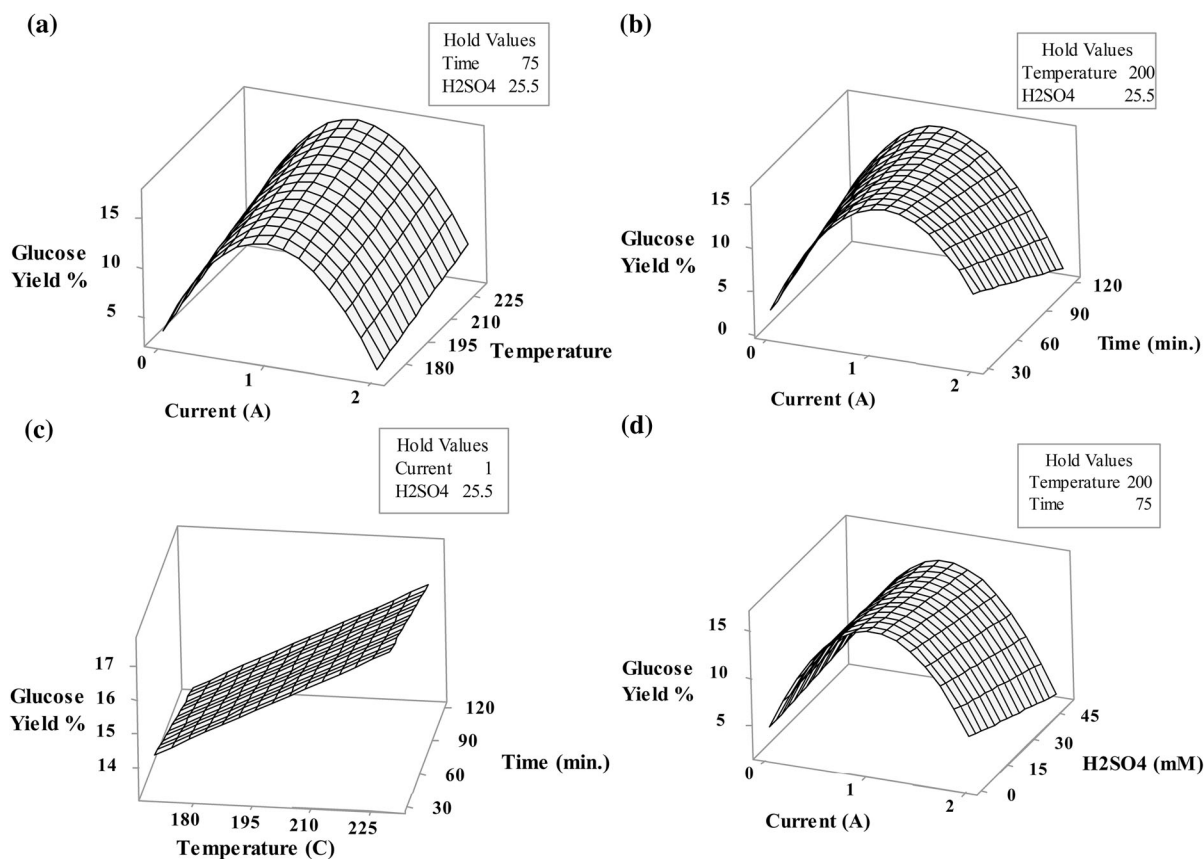 (a)
Hold Values
Time 75
H2SO4 25.5
15
10
5
Glucose
Yield %
0
1
2
Current (A)
180
195
210
225
Temperature
(b)
Hold Values
Temperature 200
H2SO4 25.5
15
10
5
0
Glucose
Yield %
0
1
2
Current (A)
30
60
90
120
Time (min.)
(c)
Hold Values
Current 1
H2SO4 25.5
17
16
15
14
Glucose
Yield %
180
195
210
225
Temperature (C)
30
60
90
120
Time (min.)
(d)
Hold Values
Temperature 200
Time 75
15
10
5
Glucose
Yield %
0
1
2
Current (A)
0
15
30
45
H2SO4 (mM)